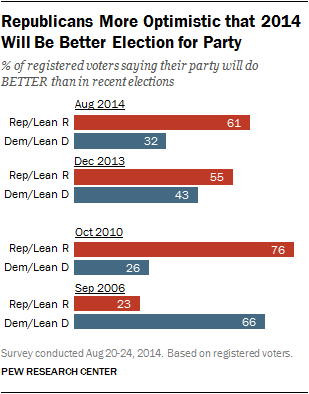 Republicans More Optimistic that 2014
Will Be Better Election for Party
% of registered voters saying their party will do
BETTER than in recent elections
Aug 2014
Rep/Lean R 61
Dem/Lean D 32
Dec 2013
Rep/Lean R 55
Dem/Lean D 43
Oct 2010
Rep/Lean R 76
Dem/Lean D 26
Sep 2006
Rep/Lean R 23
Dem/Lean D 66
Survey conducted Aug 20-24, 2014. Based on registered voters.
PEW RESEARCH CENTER